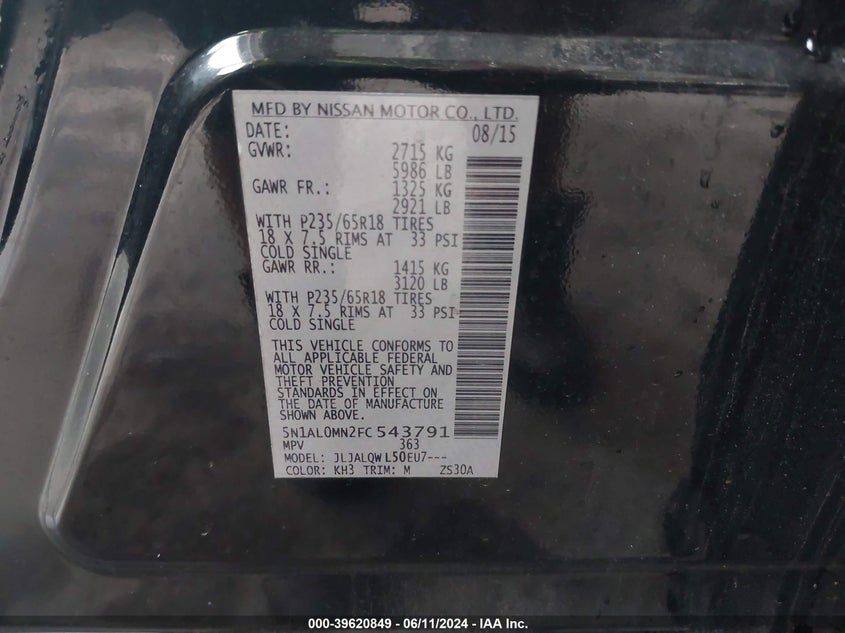 MFD BY NISSAN MOTOR CO., LTD.
DATE: 08/15
GVWR: 2715 KG
5986 LB
GAWR FR.: 1325 KG
2921 LB
WITH P235/65R18 TIRES
18 X 7.5 RIMS AT 33 PSI
COLD SINGLE
GAWR RR.: 1415 KG
3120 LB
WITH P235/65R18 TIRES
18 X 7.5 RIMS AT 33 PSI
COLD SINGLE
THIS VEHICLE CONFORMS TO
ALL APPLICABLE FEDERAL
MOTOR VEHICLE SAFETY AND
THEFT PREVENTION
STANDARDS IN EFFECT ON
THE DATE OF MANUFACTURE
SHOWN ABOVE.
5N1AL0MN2FC543791
MPV 363
MODEL: JLJALQWL50EU7---
COLOR: KH3 TRIM: M ZS30A
000-39620849 - 06/11/2024 - IAA Inc.